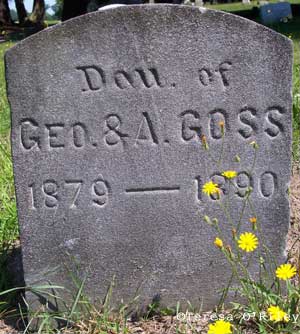 Dau. of
GEO. & A. GOSS
1879 — 1890
©Teresa O'Riley